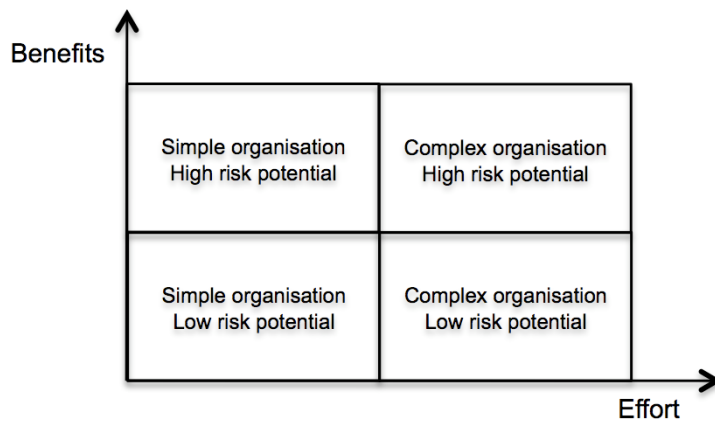 Benefits
Simple organisation
High risk potential
Complex organisation
High risk potential
Simple organisation
Low risk potential
Complex organisation
Low risk potential
Effort